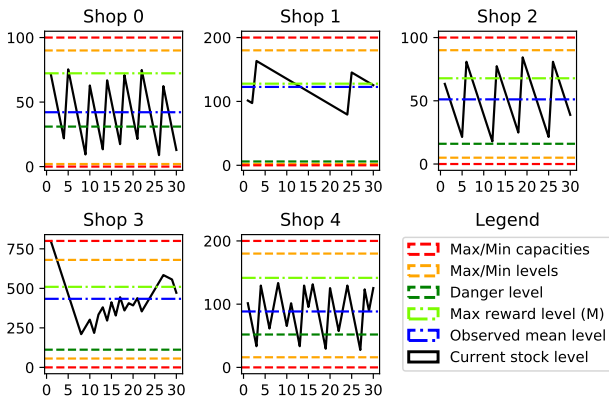 Shop 0
100
50
0
0 5 10 15 20 25 30
Shop 1
200
100
0
0 5 10 15 20 25 30
Shop 2
100
50
0
0 5 10 15 20 25 30
Shop 3
750
500
250
0
0 5 10 15 20 25 30
Shop 4
200
100
0
0 5 10 15 20 25 30
Legend
Max/Min capacities
Max/Min levels
Danger level
Max reward level (M)
Observed mean level
Current stock level